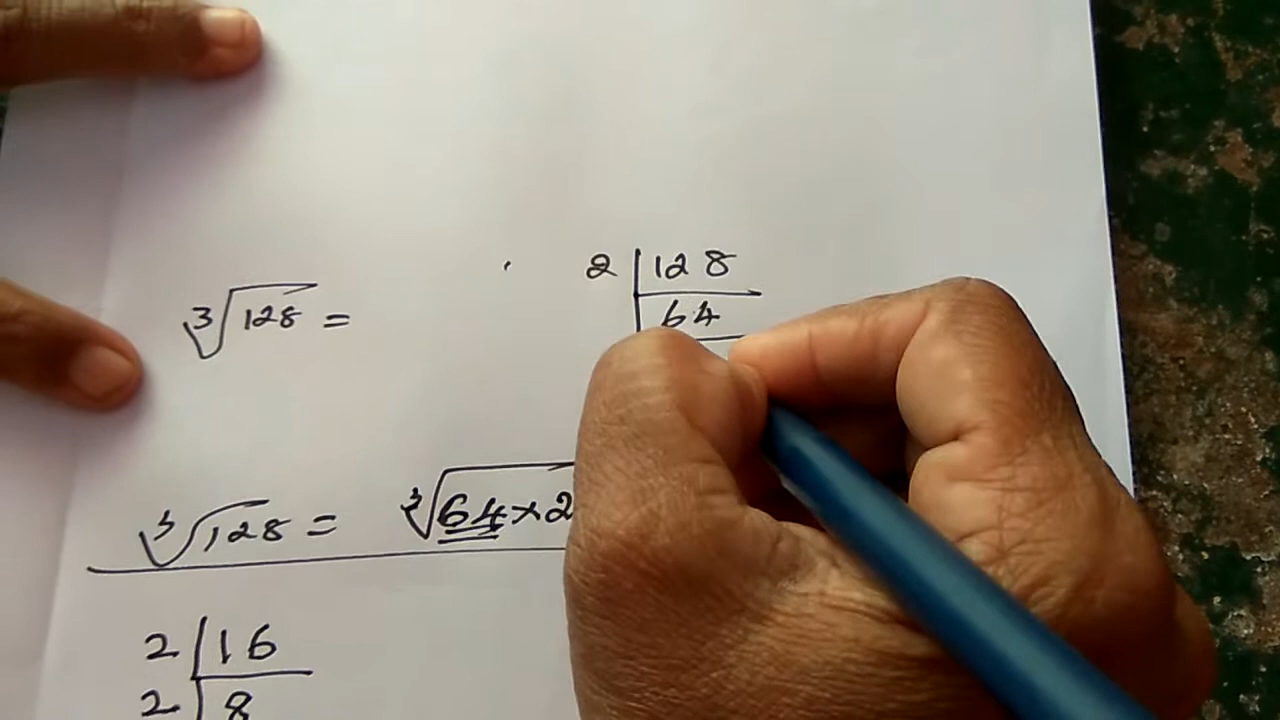 2 | 128
64
∛128 =
∛128 = ∛64×2
2 | 16
2 | 8